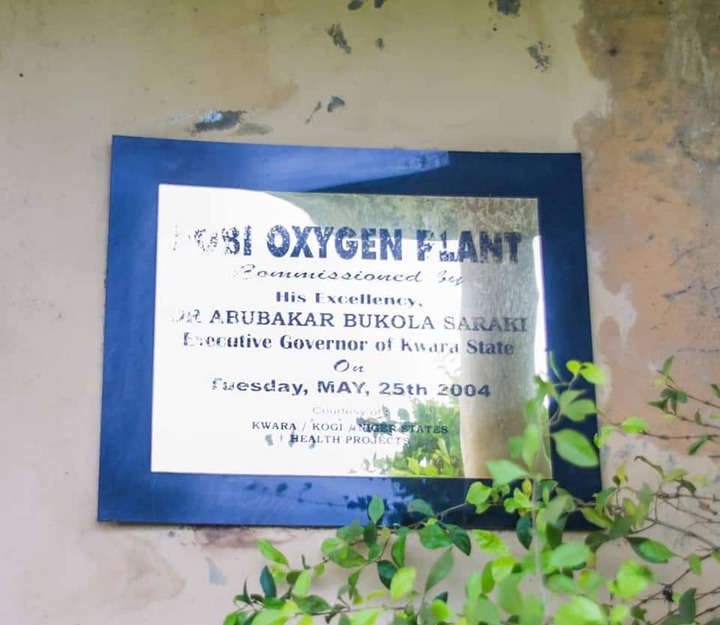 OXYGEN PLANT
Commissioned By
His Excellency,
DR ABUBAKAR BUKOLA SARAKI
Executive Governor of Kwara State
On
Tuesday, MAY, 25th 2004
Courtesy of
KWARA / KOGI / NIGER STATES
HEALTH PROJECTS